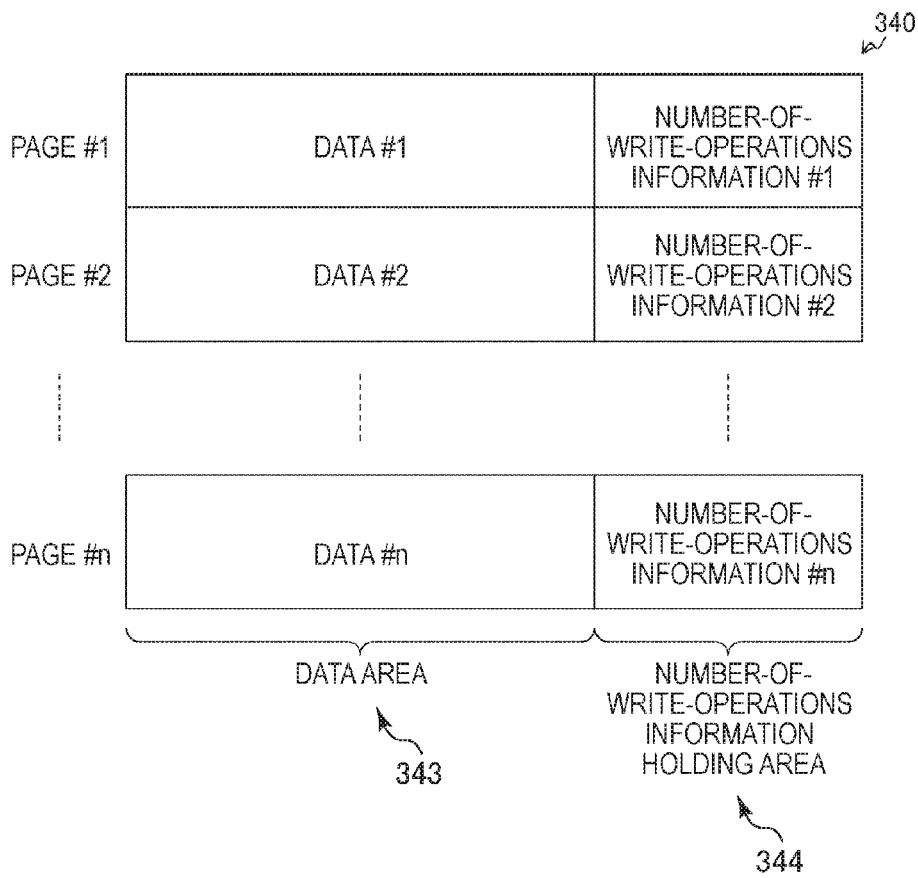 340
PAGE #1
DATA #1
NUMBER-OF-
WRITE-OPERATIONS
INFORMATION #1
PAGE #2
DATA #2
NUMBER-OF-
WRITE-OPERATIONS
INFORMATION #2
PAGE #n
DATA #n
NUMBER-OF-
WRITE-OPERATIONS
INFORMATION #n
DATA AREA
343
NUMBER-OF-
WRITE-OPERATIONS
INFORMATION
HOLDING AREA
344